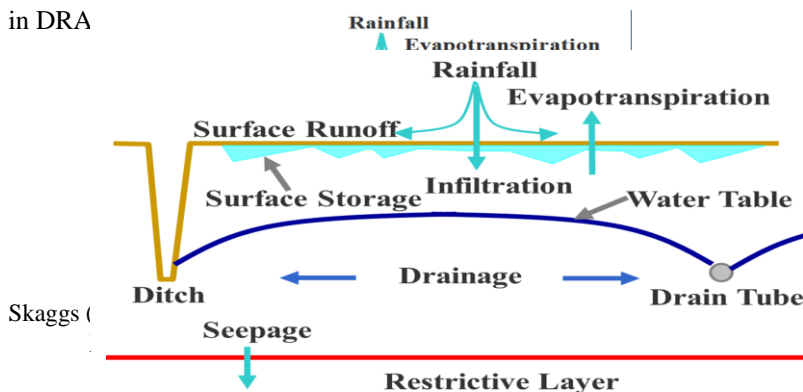 in DRA
Rainfall
Evapotranspiration
Rainfall
Evapotranspiration
Surface Runoff
Infiltration
Surface Storage
Water Table
Drainage
Ditch
Drain Tube
Skaggs (
Seepage
Restrictive Layer